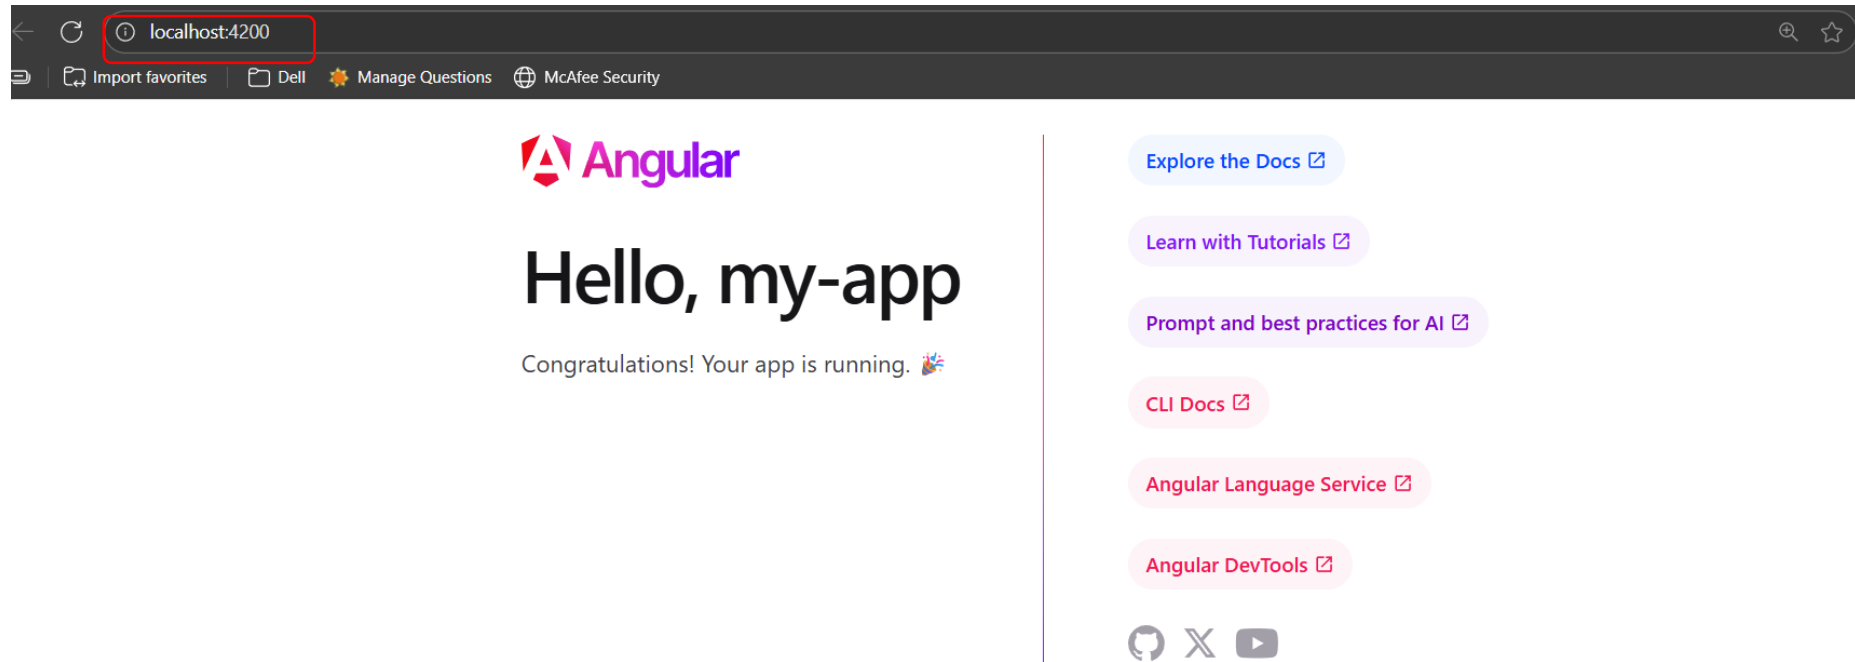 localhost:4200
Import favorites
Dell
Manage Questions
McAfee Security
Angular
Hello, my-app
Congratulations! Your app is running. 🎉
Explore the Docs
Learn with Tutorials
Prompt and best practices for AI
CLI Docs
Angular Language Service
Angular DevTools